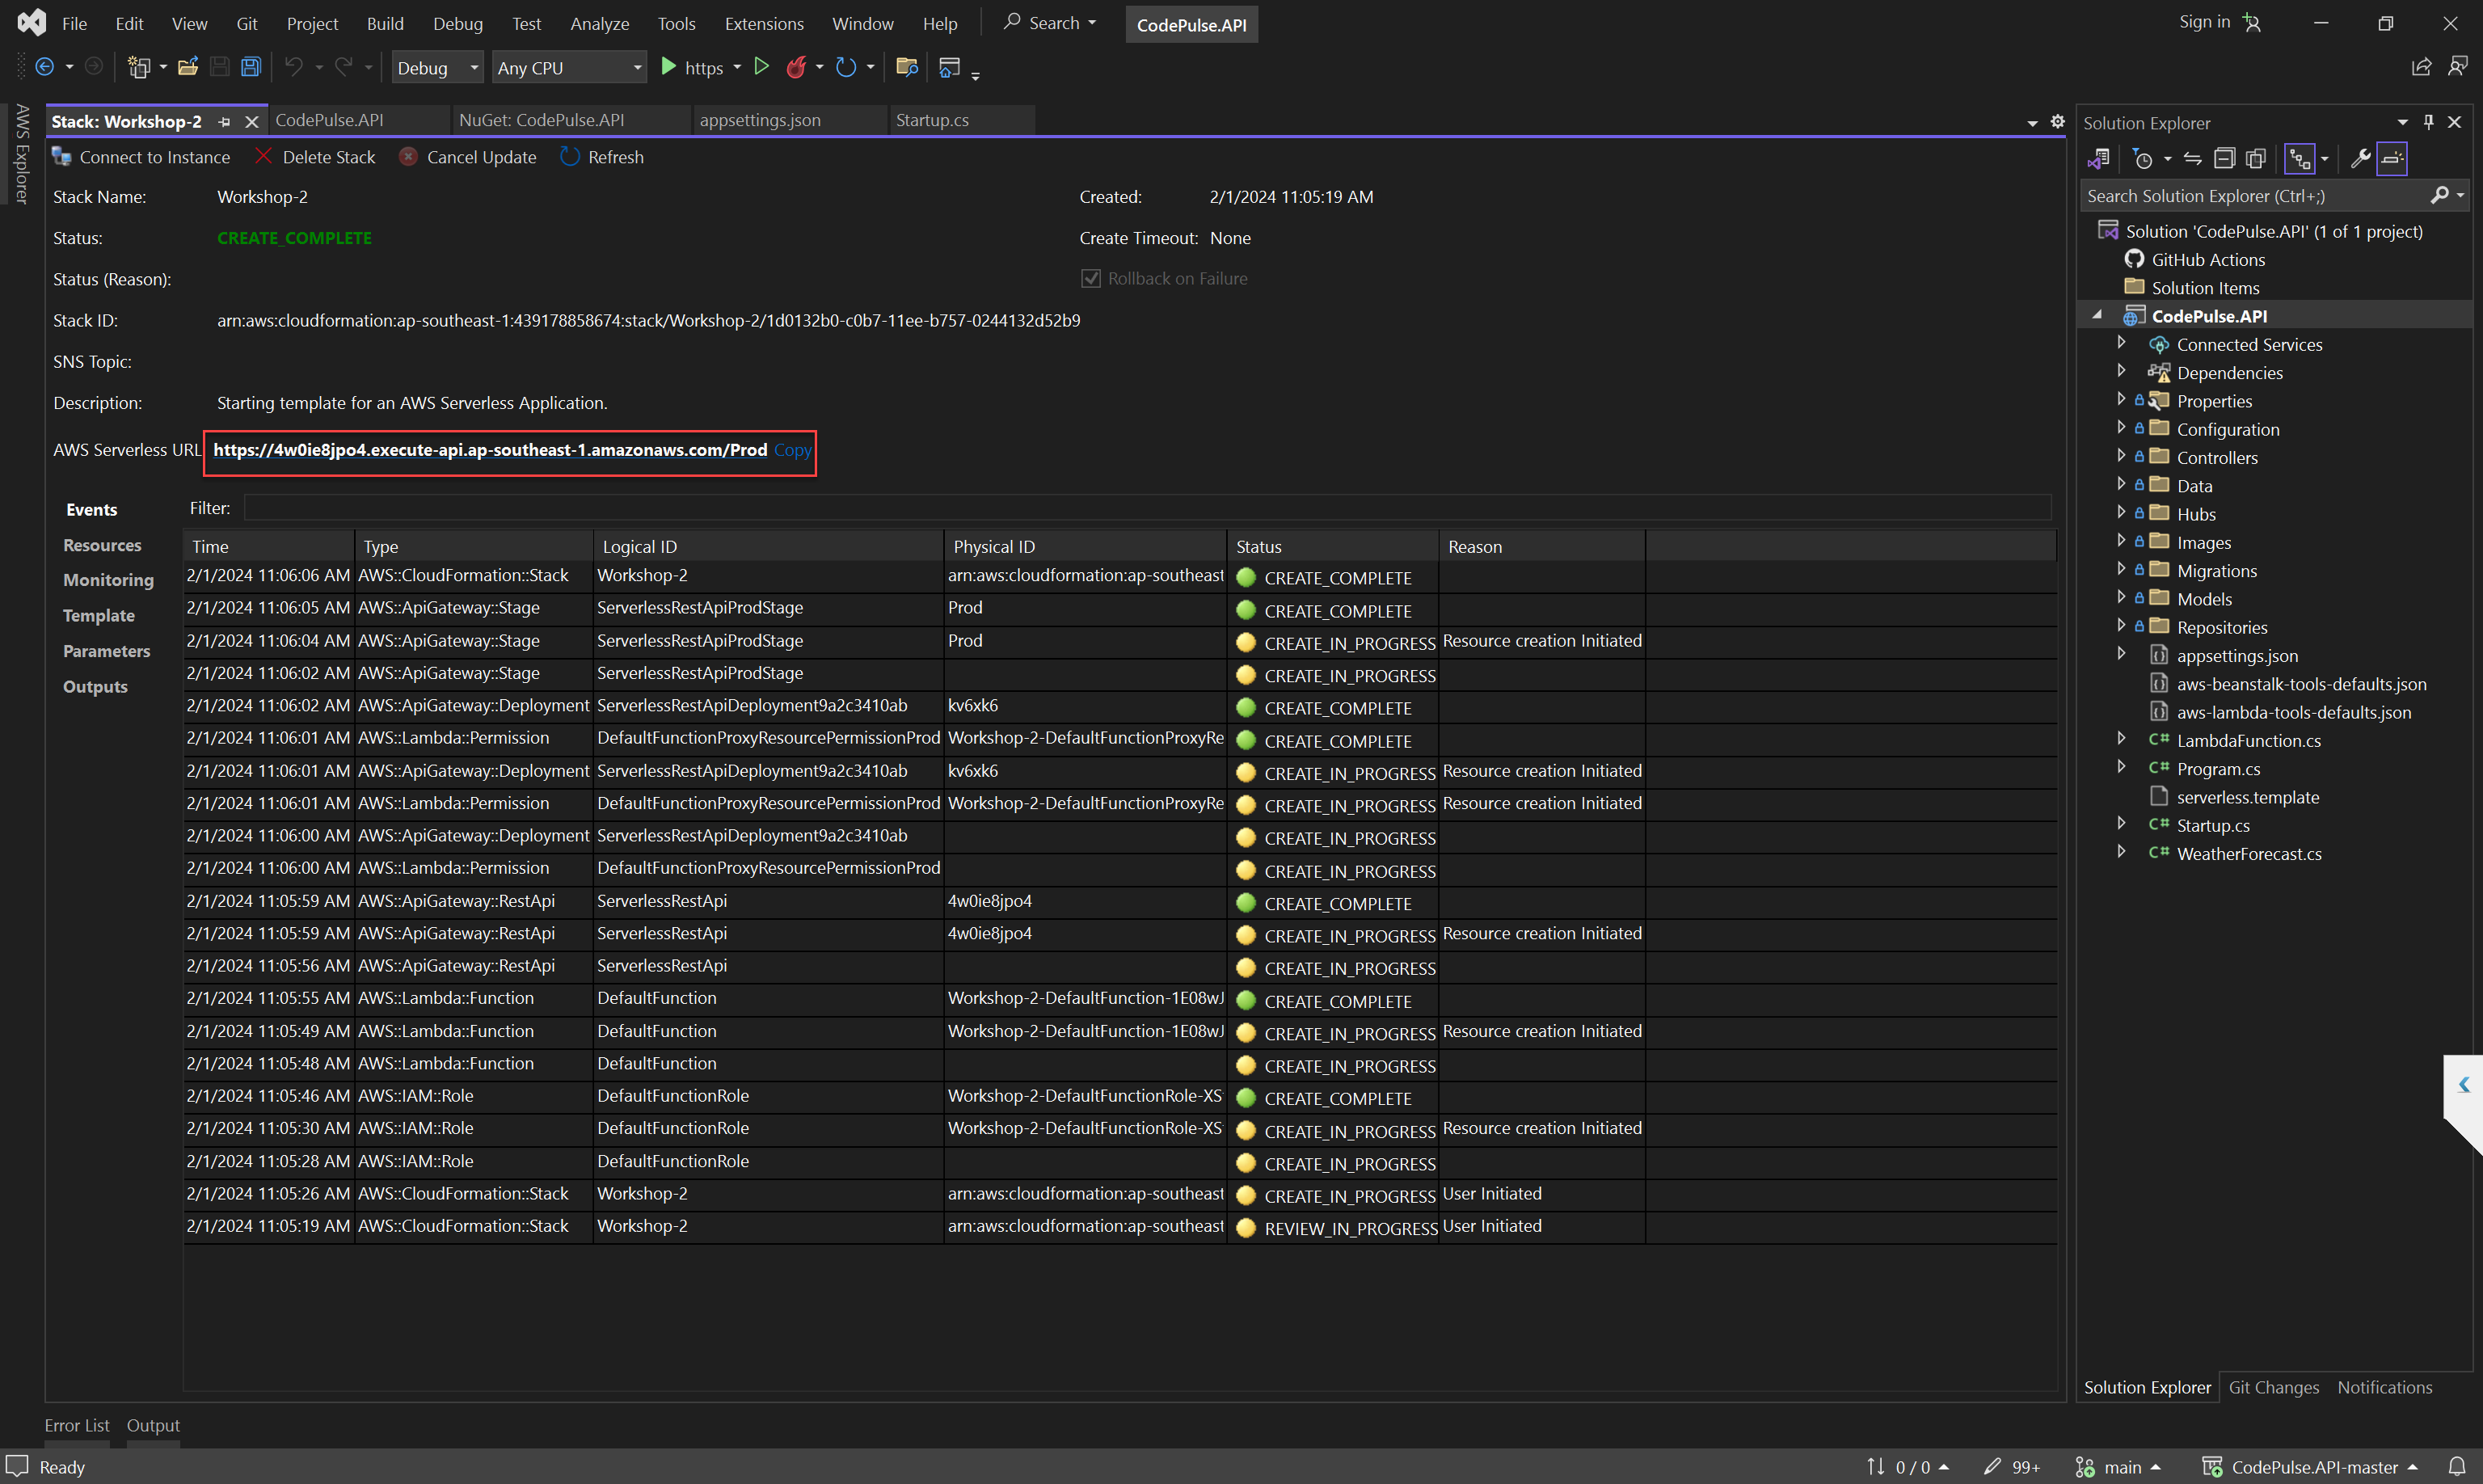 File Edit View Git Project Build Debug Test Analyze Tools Extensions Window Help Search CodePulse.API Sign in
Debug Any CPU https
AWS Explorer
Stack: Workshop-2 CodePulse.API NuGet: CodePulse.API appsettings.json Startup.cs
Connect to Instance Delete Stack Cancel Update Refresh
Stack Name: Workshop-2 Created: 2/1/2024 11:05:19 AM
Status: CREATE_COMPLETE Create Timeout: None
Status (Reason): Rollback on Failure
Stack ID: arn:aws:cloudformation:ap-southeast-1:439178858674:stack/Workshop-2/1d0132b0-c0b7-11ee-b757-0244132d52b9
SNS Topic:
Description: Starting template for an AWS Serverless Application.
AWS Serverless URL https://4w0ie8jpo4.execute-api.ap-southeast-1.amazonaws.com/Prod Copy
Events
Resources
Monitoring
Template
Parameters
Outputs
Filter:
Time Type Logical ID Physical ID Status Reason
2/1/2024 11:06:06 AM AWS::CloudFormation::Stack Workshop-2 arn:aws:cloudformation:ap-southeast CREATE_COMPLETE
2/1/2024 11:06:05 AM AWS::ApiGateway::Stage ServerlessRestApiProdStage Prod CREATE_COMPLETE
2/1/2024 11:06:04 AM AWS::ApiGateway::Stage ServerlessRestApiProdStage Prod CREATE_IN_PROGRESS Resource creation Initiated
2/1/2024 11:06:02 AM AWS::ApiGateway::Stage ServerlessRestApiProdStage CREATE_IN_PROGRESS
2/1/2024 11:06:02 AM AWS::ApiGateway::Deployment ServerlessRestApiDeployment9a2c3410ab kv6xk6 CREATE_COMPLETE
2/1/2024 11:06:01 AM AWS::Lambda::Permission DefaultFunctionProxyResourcePermissionProd Workshop-2-DefaultFunctionProxyRe CREATE_COMPLETE
2/1/2024 11:06:01 AM AWS::ApiGateway::Deployment ServerlessRestApiDeployment9a2c3410ab kv6xk6 CREATE_IN_PROGRESS Resource creation Initiated
2/1/2024 11:06:01 AM AWS::Lambda::Permission DefaultFunctionProxyResourcePermissionProd Workshop-2-DefaultFunctionProxyRe CREATE_IN_PROGRESS Resource creation Initiated
2/1/2024 11:06:00 AM AWS::ApiGateway::Deployment ServerlessRestApiDeployment9a2c3410ab CREATE_IN_PROGRESS
2/1/2024 11:06:00 AM AWS::Lambda::Permission DefaultFunctionProxyResourcePermissionProd CREATE_IN_PROGRESS
2/1/2024 11:05:59 AM AWS::ApiGateway::RestApi ServerlessRestApi 4w0ie8jpo4 CREATE_COMPLETE
2/1/2024 11:05:59 AM AWS::ApiGateway::RestApi ServerlessRestApi 4w0ie8jpo4 CREATE_IN_PROGRESS Resource creation Initiated
2/1/2024 11:05:56 AM AWS::ApiGateway::RestApi ServerlessRestApi CREATE_IN_PROGRESS
2/1/2024 11:05:55 AM AWS::Lambda::Function DefaultFunction Workshop-2-DefaultFunction-1E08wJ CREATE_COMPLETE
2/1/2024 11:05:49 AM AWS::Lambda::Function DefaultFunction Workshop-2-DefaultFunction-1E08wJ CREATE_IN_PROGRESS Resource creation Initiated
2/1/2024 11:05:48 AM AWS::Lambda::Function DefaultFunction CREATE_IN_PROGRESS
2/1/2024 11:05:46 AM AWS::IAM::Role DefaultFunctionRole Workshop-2-DefaultFunctionRole-XS CREATE_COMPLETE
2/1/2024 11:05:30 AM AWS::IAM::Role DefaultFunctionRole Workshop-2-DefaultFunctionRole-XS CREATE_IN_PROGRESS Resource creation Initiated
2/1/2024 11:05:28 AM AWS::IAM::Role DefaultFunctionRole CREATE_IN_PROGRESS
2/1/2024 11:05:26 AM AWS::CloudFormation::Stack Workshop-2 arn:aws:cloudformation:ap-southeast CREATE_IN_PROGRESS User Initiated
2/1/2024 11:05:19 AM AWS::CloudFormation::Stack Workshop-2 arn:aws:cloudformation:ap-southeast REVIEW_IN_PROGRESS User Initiated
Solution Explorer
Search Solution Explorer (Ctrl+;)
Solution 'CodePulse.API' (1 of 1 project)
GitHub Actions
Solution Items
CodePulse.API
Connected Services
Dependencies
Properties
Configuration
Controllers
Data
Hubs
Images
Migrations
Models
Repositories
appsettings.json
aws-beanstalk-tools-defaults.json
aws-lambda-tools-defaults.json
C# LambdaFunction.cs
C# Program.cs
serverless.template
C# Startup.cs
C# WeatherForecast.cs
Solution Explorer Git Changes Notifications
Error List Output
Ready 0 / 0 99+ main CodePulse.API-master